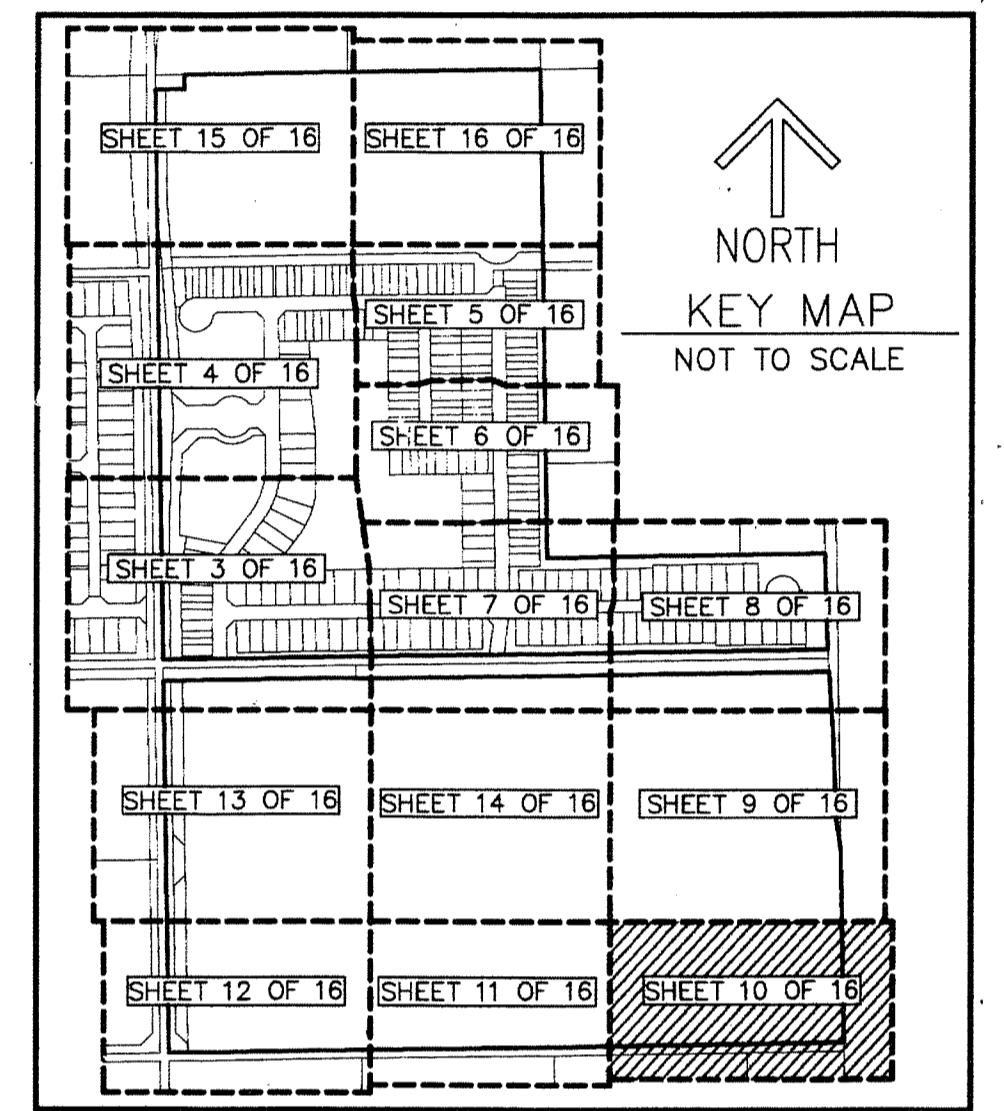 SHEET 15 OF 16
SHEET 16 OF 16
NORTH
KEY MAP
NOT TO SCALE
SHEET 5 OF 16
SHEET 4 OF 16
SHEET 6 OF 16
SHEET 3 OF 16
SHEET 7 OF 16
SHEET 8 OF 16
SHEET 13 OF 16
SHEET 14 OF 16
SHEET 9 OF 16
SHEET 12 OF 16
SHEET 11 OF 16
SHEET 10 OF 16